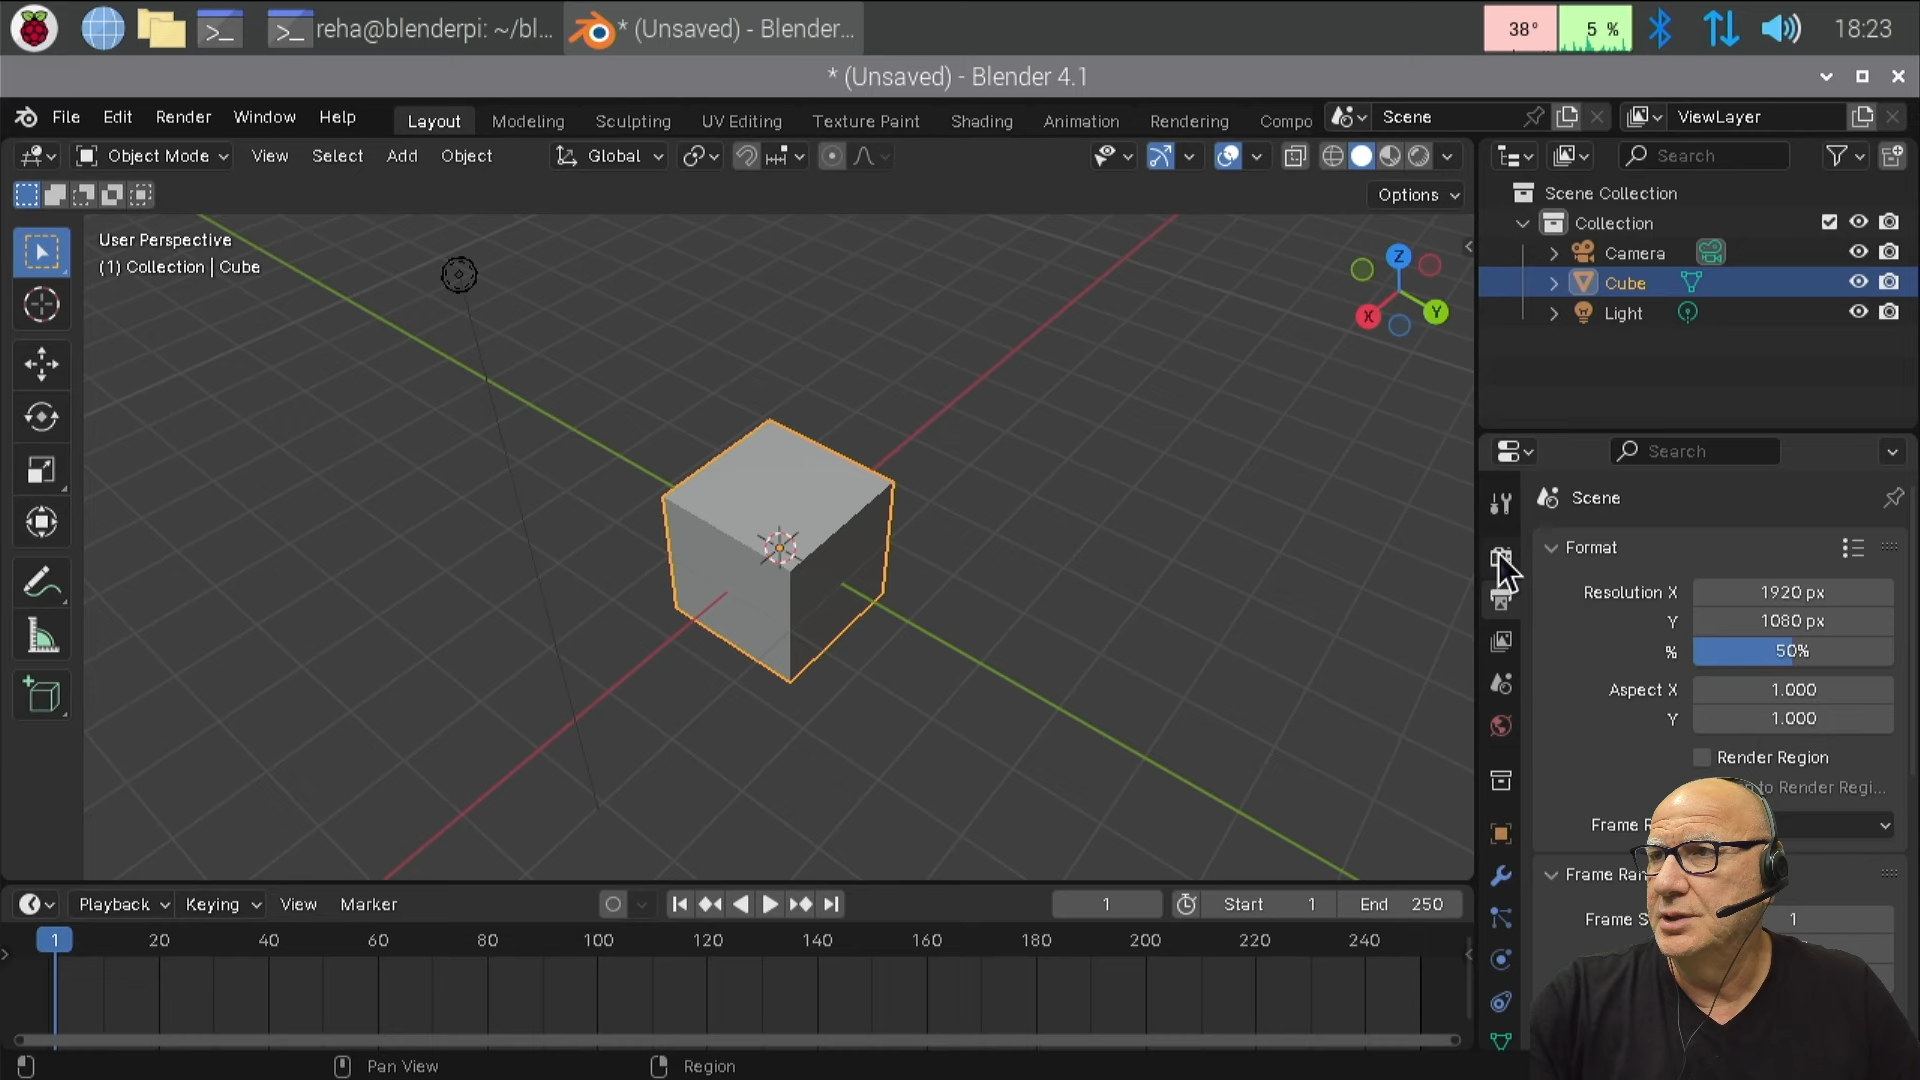 reha@blenderpi: ~/bl...
* (Unsaved) - Blender...
38°
5 %
18:23
* (Unsaved) - Blender 4.1
File Edit Render Window Help
Layout Modeling Sculpting UV Editing Texture Paint Shading Animation Rendering Compo
Scene
ViewLayer
Object Mode View Select Add Object
Global
Search
Options
User Perspective
(1) Collection | Cube
Z
X
Y
Scene Collection
Collection
Camera
Cube
Light
Search
Scene
Format
Resolution X 1920 px
Y 1080 px
% 50%
Aspect X 1.000
Y 1.000
Render Region
to Render Regi...
Frame R
Frame Ran
Frame S 1
Playback Keying View Marker
1
Start 1
End 250
1 20 40 60 80 100 120 140 160 180 200 220 240
Pan View
Region